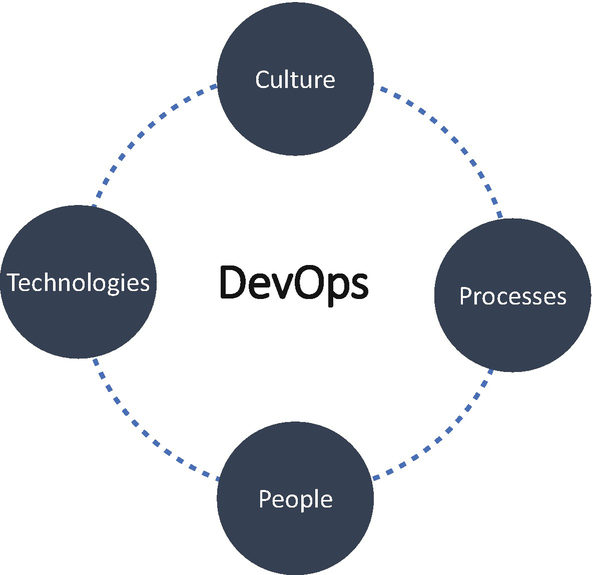 Culture
Technologies
DevOps
Processes
People